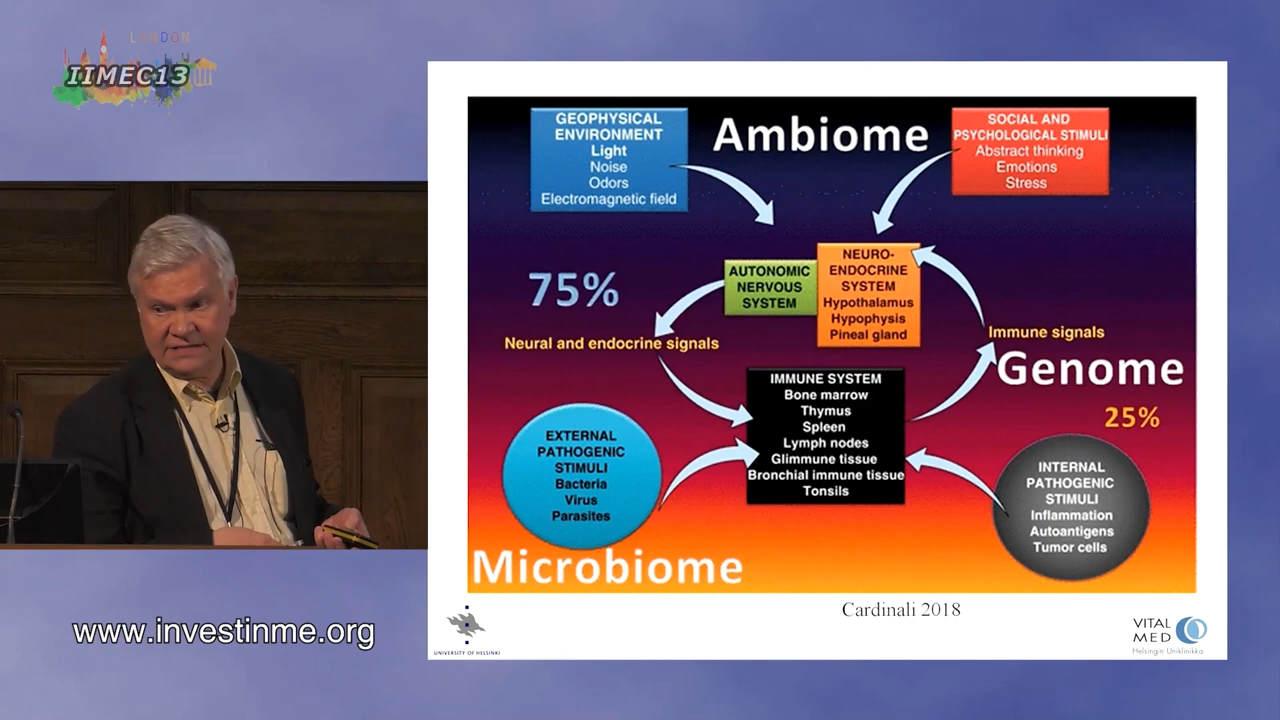 LONDON
IIMEC13
www.investinme.org
GEOPHYSICAL
ENVIRONMENT
Light
Noise
Odors
Electromagnetic field
Ambiome
SOCIAL AND
PSYCHOLOGICAL STIMULI
Abstract thinking
Emotions
Stress
75%
AUTONOMIC
NERVOUS
SYSTEM
NEURO-
ENDOCRINE
SYSTEM
Hypothalamus
Hypophysis
Pineal gland
Neural and endocrine signals
Immune signals
Genome
25%
IMMUNE SYSTEM
Bone marrow
Thymus
Spleen
Lymph nodes
Glimmune tissue
Bronchial immune tissue
Tonsils
EXTERNAL
PATHOGENIC
STIMULI
Bacteria
Virus
Parasites
INTERNAL
PATHOGENIC
STIMULI
Inflammation
Autoantigens
Tumor cells
Microbiome
Cardinali 2018
UNIVERSITY OF HELSINKI
VITAL
MED
Helsingin Uniklinikka